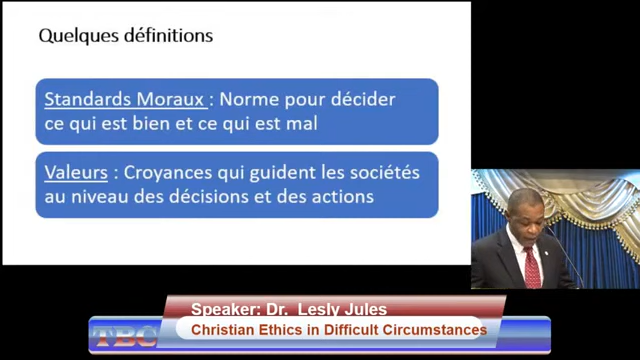 Quelques définitions
Standards Moraux : Norme pour décider
ce qui est bien et ce qui est mal
Valeurs : Croyances qui guident les sociétés
au niveau des décisions et des actions
Speaker: Dr. Lesly Jules
Christian Ethics in Difficult Circumstances
TBC